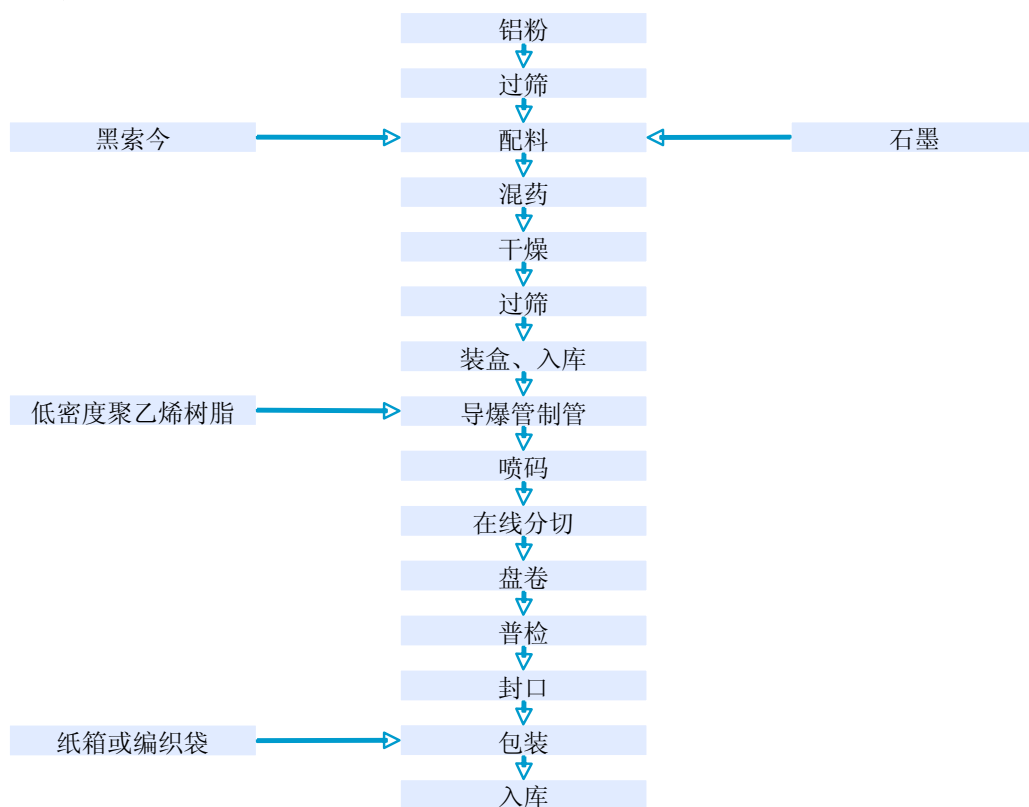 铝粉
过筛
黑索今
配料
石墨
混药
干燥
过筛
装盒、入库
低密度聚乙烯树脂
导爆管制管
喷码
在线分切
盘卷
普检
封口
纸箱或编织袋
包装
入库